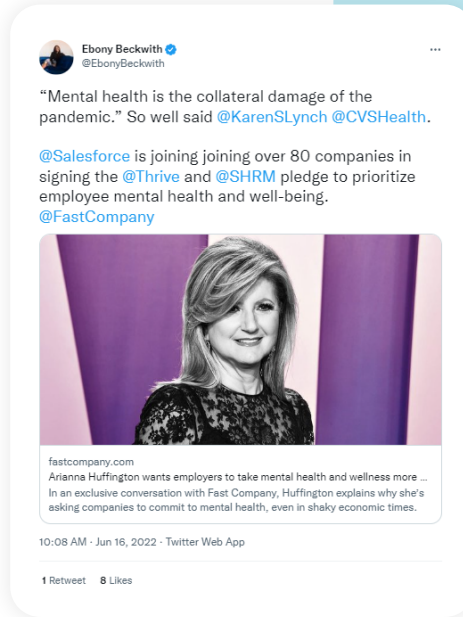 Ebony Beckwith
@EbonyBeckwith
“Mental health is the collateral damage of the
pandemic.” So well said @KarenSLynch @CVSHealth.
@Salesforce is joining joining over 80 companies in
signing the @Thrive and @SHRM pledge to prioritize
employee mental health and well-being.
@FastCompany
fastcompany.com
Arianna Huffington wants employers to take mental health and wellness more ...
In an exclusive conversation with Fast Company, Huffington explains why she's
asking companies to commit to mental health, even in shaky economic times.
10:08 AM · Jun 16, 2022 · Twitter Web App
1 Retweet 8 Likes